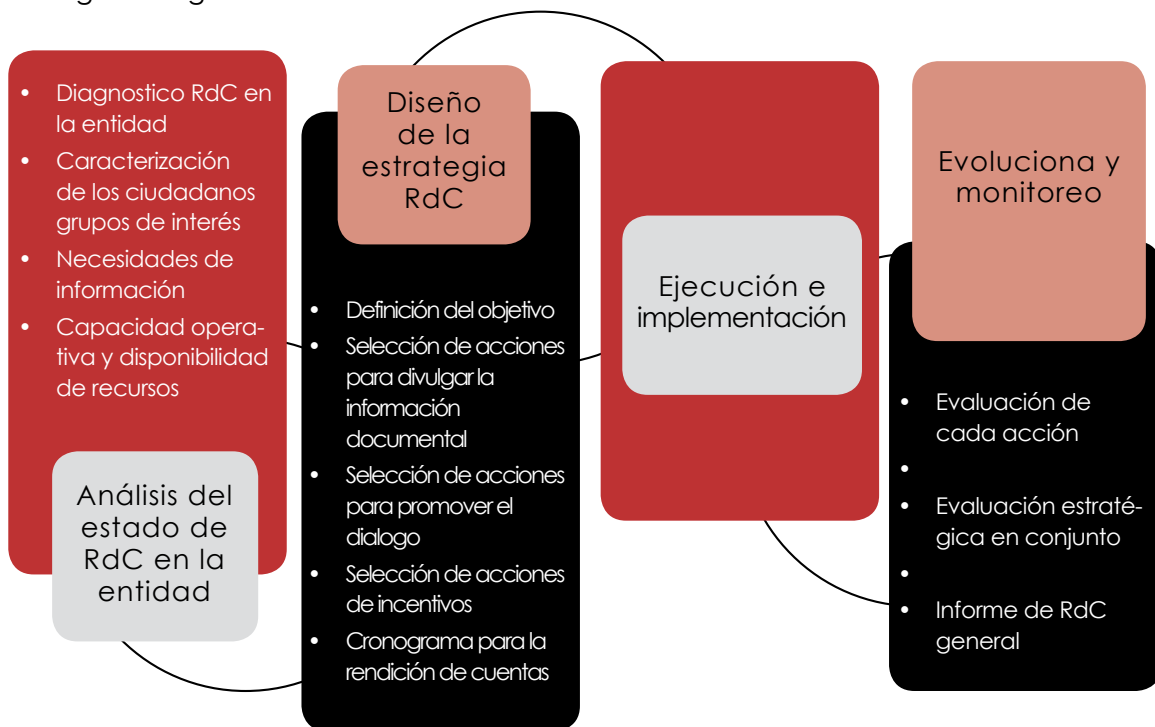 • Diagnostico RdC en
la entidad
• Caracterización
de los ciudadanos
grupos de interés
• Necesidades de
información
• Capacidad opera-
tiva y disponibilidad
de recursos
Análisis del
estado de
RdC en la
entidad
Diseño
de la
estrategia
RdC
• Definición del objetivo
• Selección de acciones
para divulgar la
información
documental
• Selección de acciones
para promover el
dialogo
• Selección de acciones
de incentivos
• Cronograma para la
rendición de cuentas
Ejecución e
implementación
Evoluciona y
monitoreo
• Evaluación de
cada acción
•
• Evaluación estraté-
gica en conjunto
•
• Informe de RdC
general